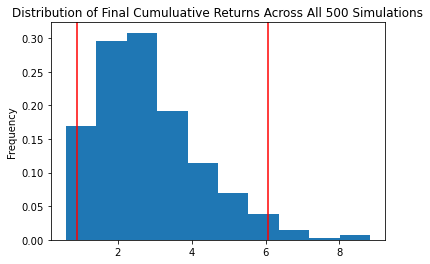 Distribution of Final Cumuluative Returns Across All 500 Simulations
Frequency
0.30
0.25
0.20
0.15
0.10
0.05
0.00
2 4 6 8